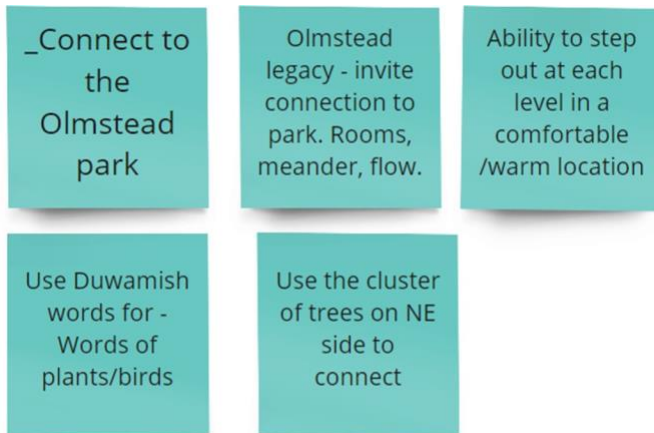 _Connect to
the
Olmstead
park
Olmstead
legacy - invite
connection to
park. Rooms,
meander, flow.
Ability to step
out at each
level in a
comfortable
/warm location
Use Duwamish
words for -
Words of
plants/birds
Use the cluster
of trees on NE
side to
connect